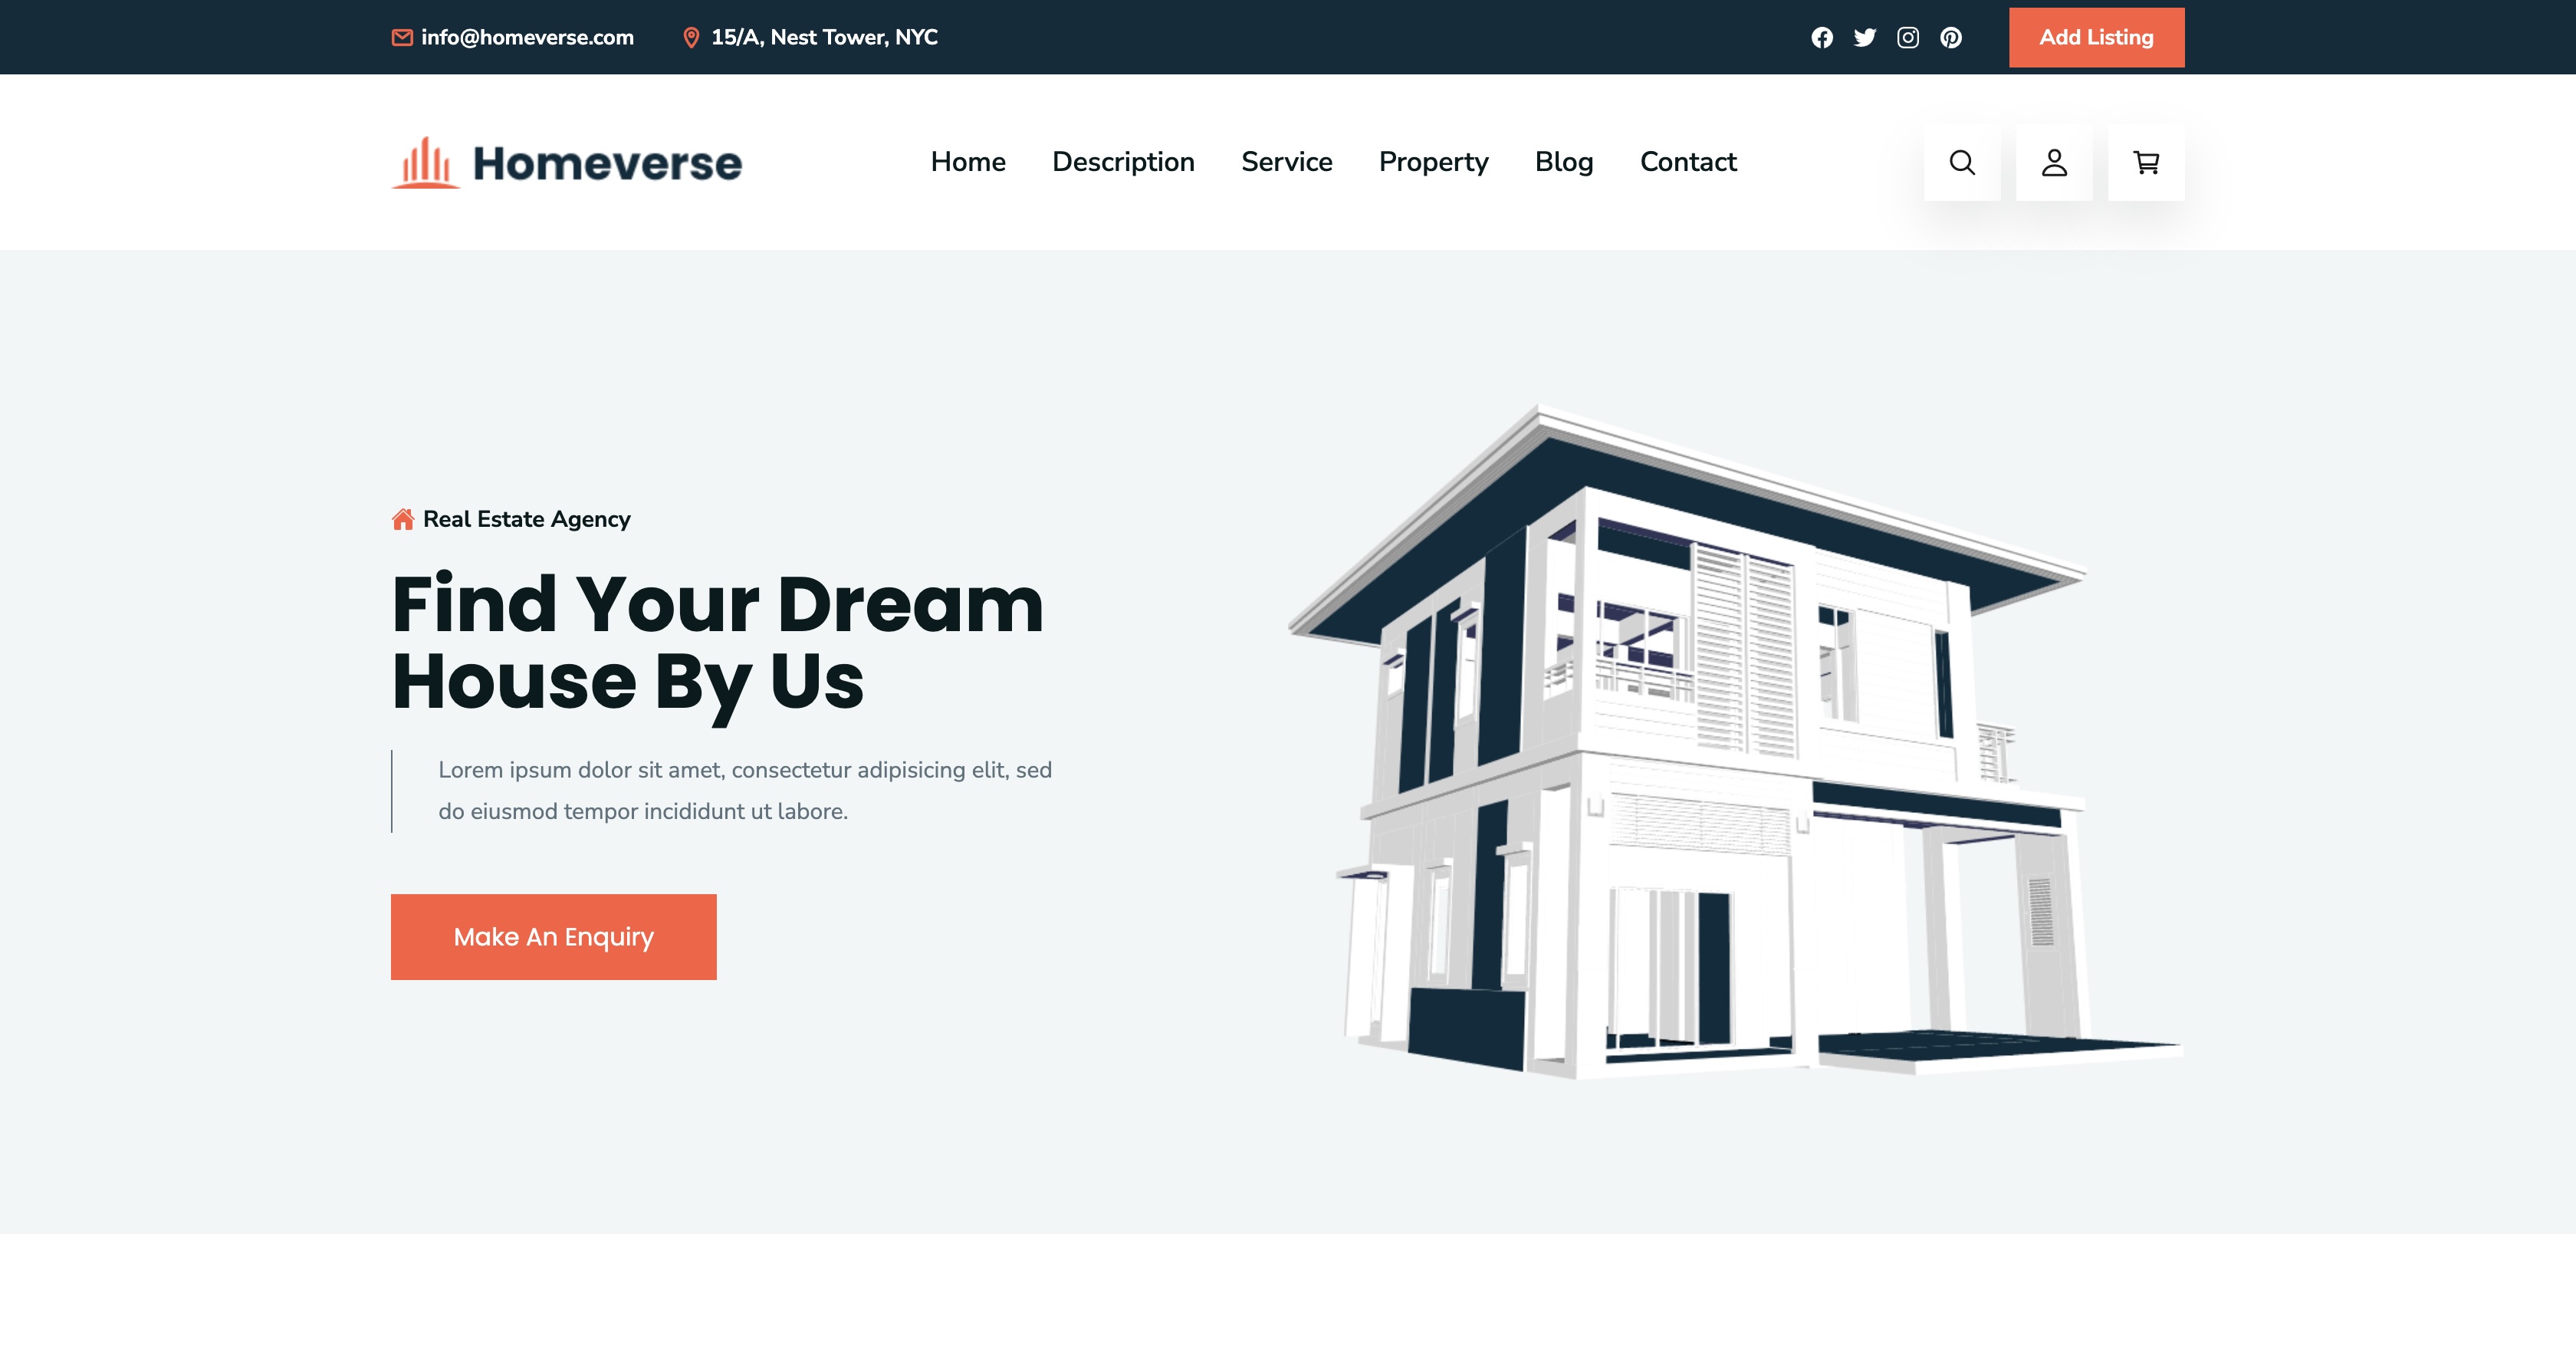 info@homeverse.com
15/A, Nest Tower, NYC
Add Listing
Homeverse
Home
Description
Service
Property
Blog
Contact
Real Estate Agency
Find Your Dream
House By Us
Lorem ipsum dolor sit amet, consectetur adipisicing elit, sed
do eiusmod tempor incididunt ut labore.
Make An Enquiry